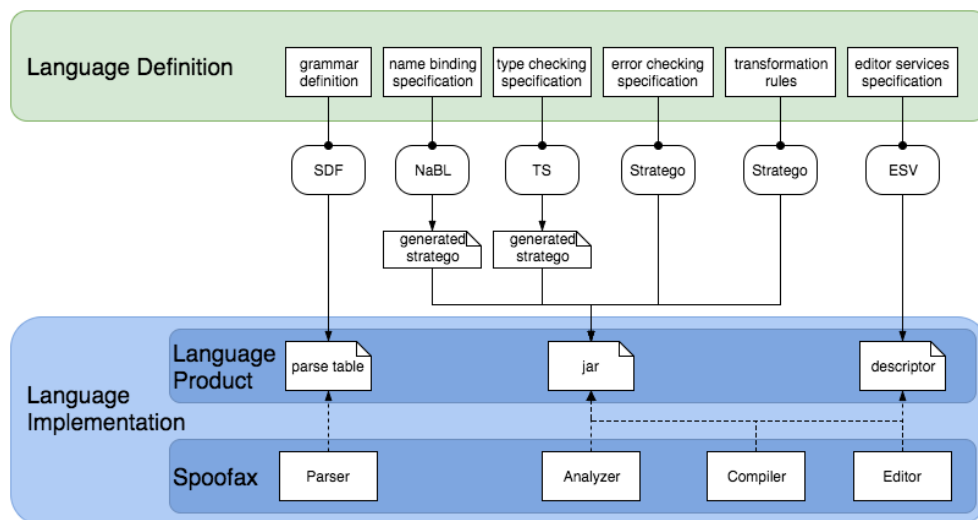 Language Definition
grammar
definition
name binding
specification
type checking
specification
error checking
specification
transformation
rules
editor services
specification
SDF
NaBL
TS
Stratego
Stratego
ESV
generated
stratego
generated
stratego
Language
Implementation
Language
Product
parse table
jar
descriptor
Spoofax
Parser
Analyzer
Compiler
Editor